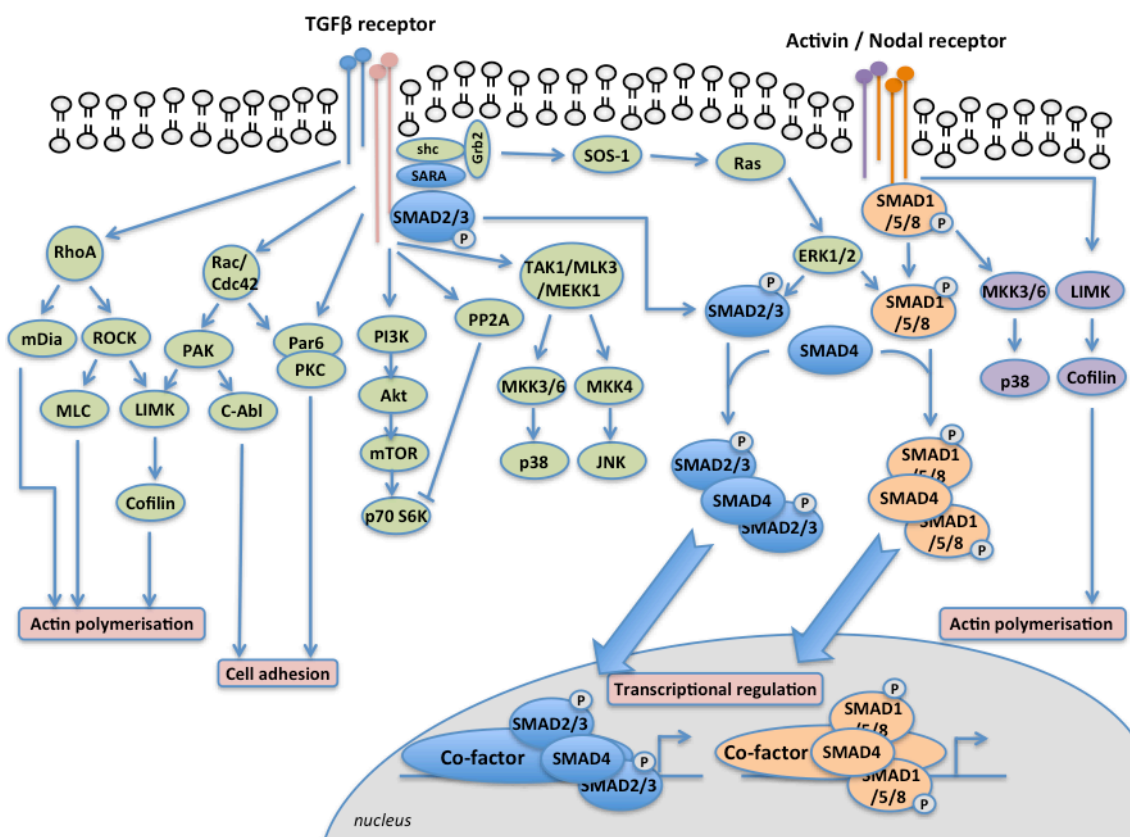 TGFβ receptor
Activin / Nodal receptor
shc
Grb2
SARA
SOS-1
Ras
SMAD2/3
P
SMAD1
/5/8
P
RhoA
Rac/
Cdc42
TAK1/MLK3
/MEKK1
ERK1/2
P
SMAD2/3
P
SMAD1
/5/8
MKK3/6
LIMK
mDia
ROCK
PAK
Par6
PKC
PI3K
PP2A
SMAD4
MLC
LIMK
C-Abl
Akt
MKK3/6
MKK4
p38
Cofilin
mTOR
p38
JNK
Cofilin
p70 S6K
P
SMAD2/3
SMAD4
P
SMAD2/3
P
SMAD1
/5/8
SMAD4
SMAD1
/5/8
P
Actin polymerisation
Cell adhesion
Actin polymerisation
Transcriptional regulation
P
SMAD2/3
Co-factor
SMAD4
P
SMAD2/3
P
SMAD1
/5/8
Co-factor
SMAD4
SMAD1
/5/8
P
nucleus